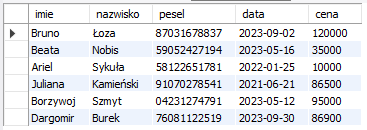 imie nazwisko pesel data cena
Bruno Łoza 87031678837 2023-09-02 120000
Beata Nobis 59052427194 2023-05-16 35000
Ariel Sykuła 58122651781 2022-01-25 10000
Juliana Kamieński 91070278541 2021-06-21 86500
Borzywoj Szmyt 04231274791 2023-05-12 95000
Dargomir Burek 76081122519 2023-09-30 86900